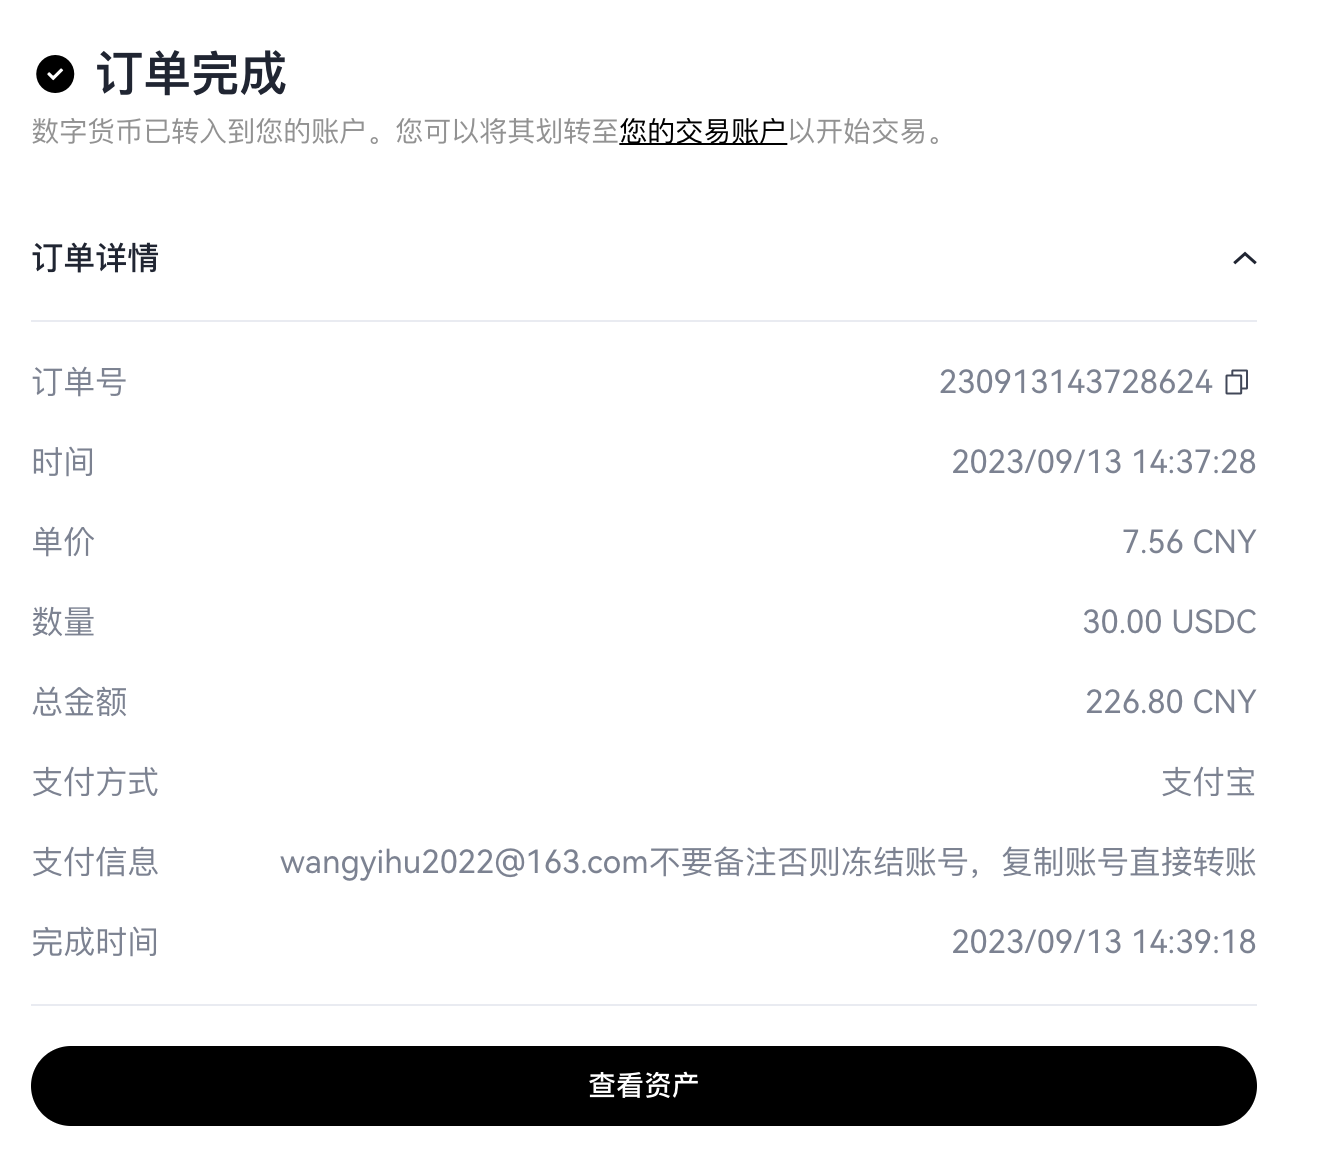 订单完成
数字货币已转入到您的账户。您可以将其划转至您的交易账户以开始交易。
订单详情
订单号 230913143728624
时间 2023/09/13 14:37:28
单价 7.56 CNY
数量 30.00 USDC
总金额 226.80 CNY
支付方式 支付宝
支付信息 wangyihu2022@163.com不要备注否则冻结账号，复制账号直接转账
完成时间 2023/09/13 14:39:18
查看资产